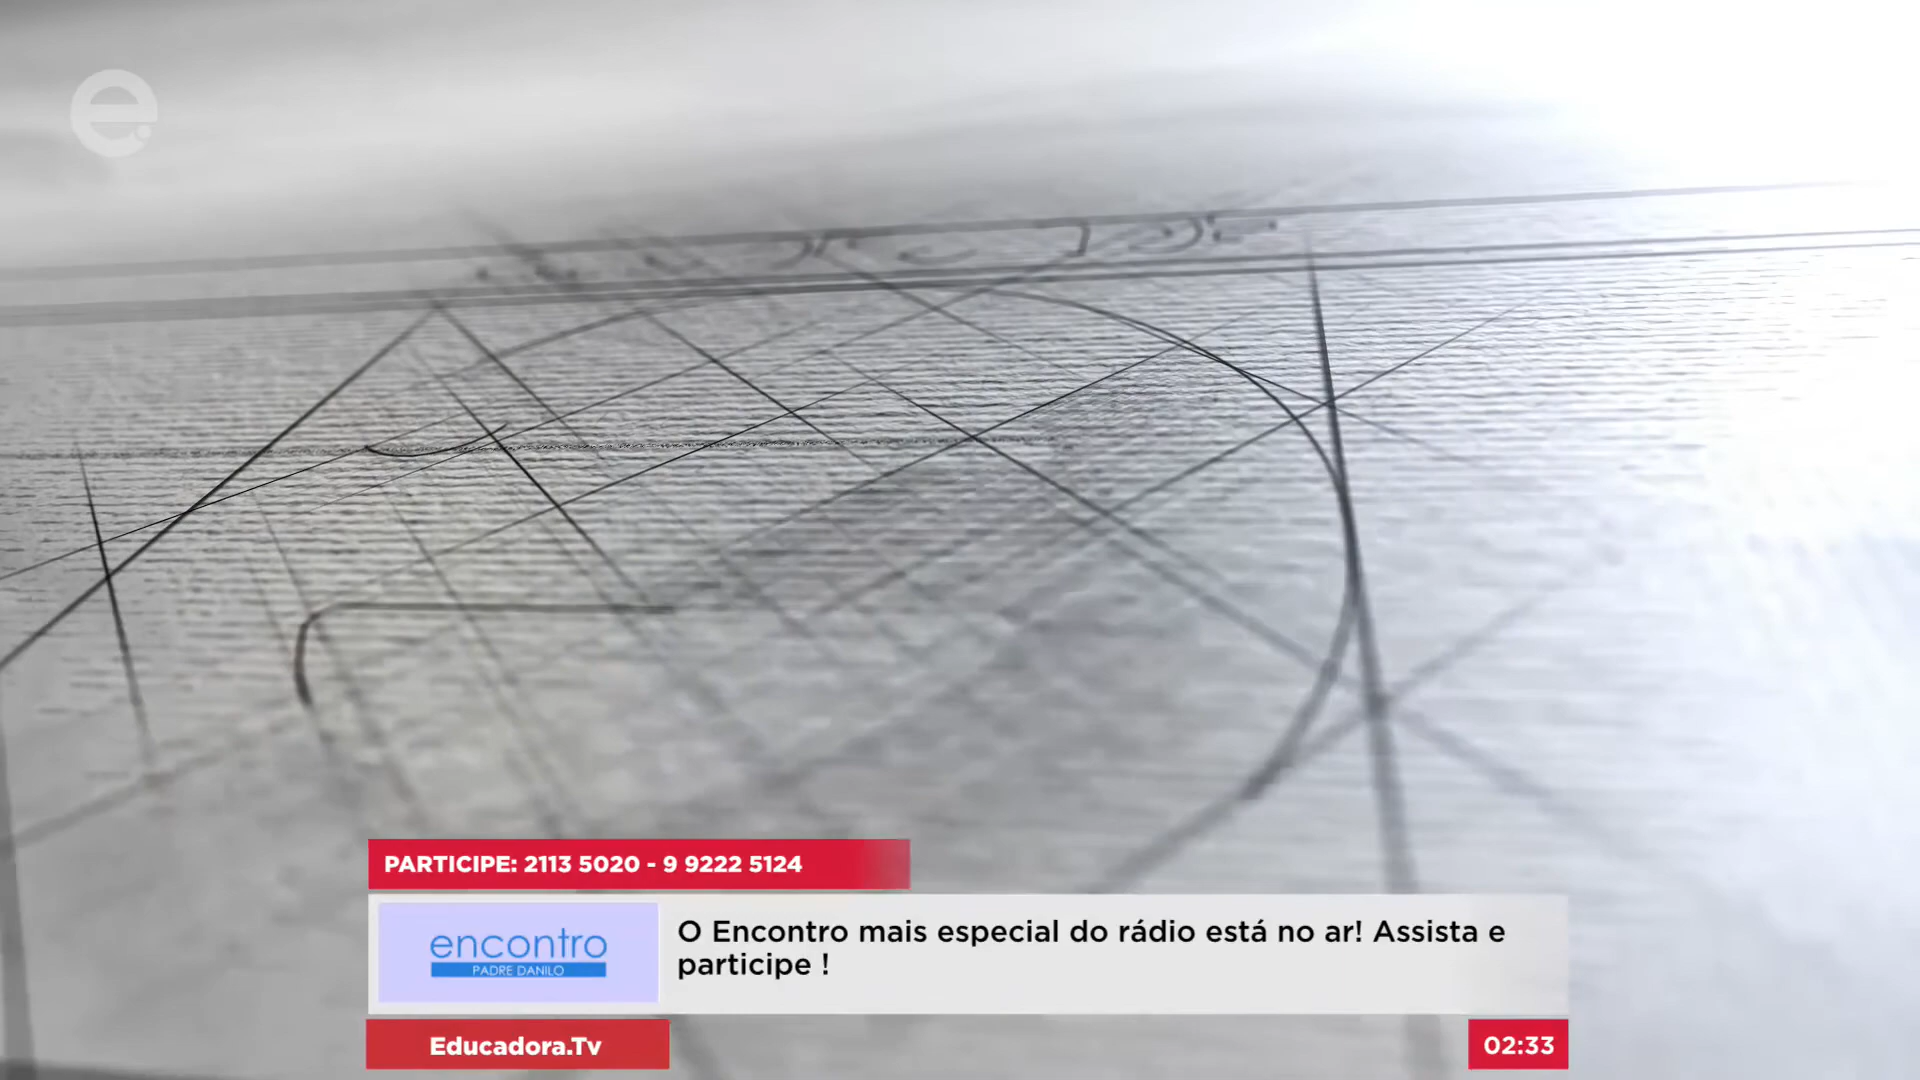 e.
PARTICIPE: 2113 5020 - 9 9222 5124
O Encontro mais especial do rádio está no ar! Assista e
participe !
encontro
PADRE DANILO
Educadora.Tv
02:33